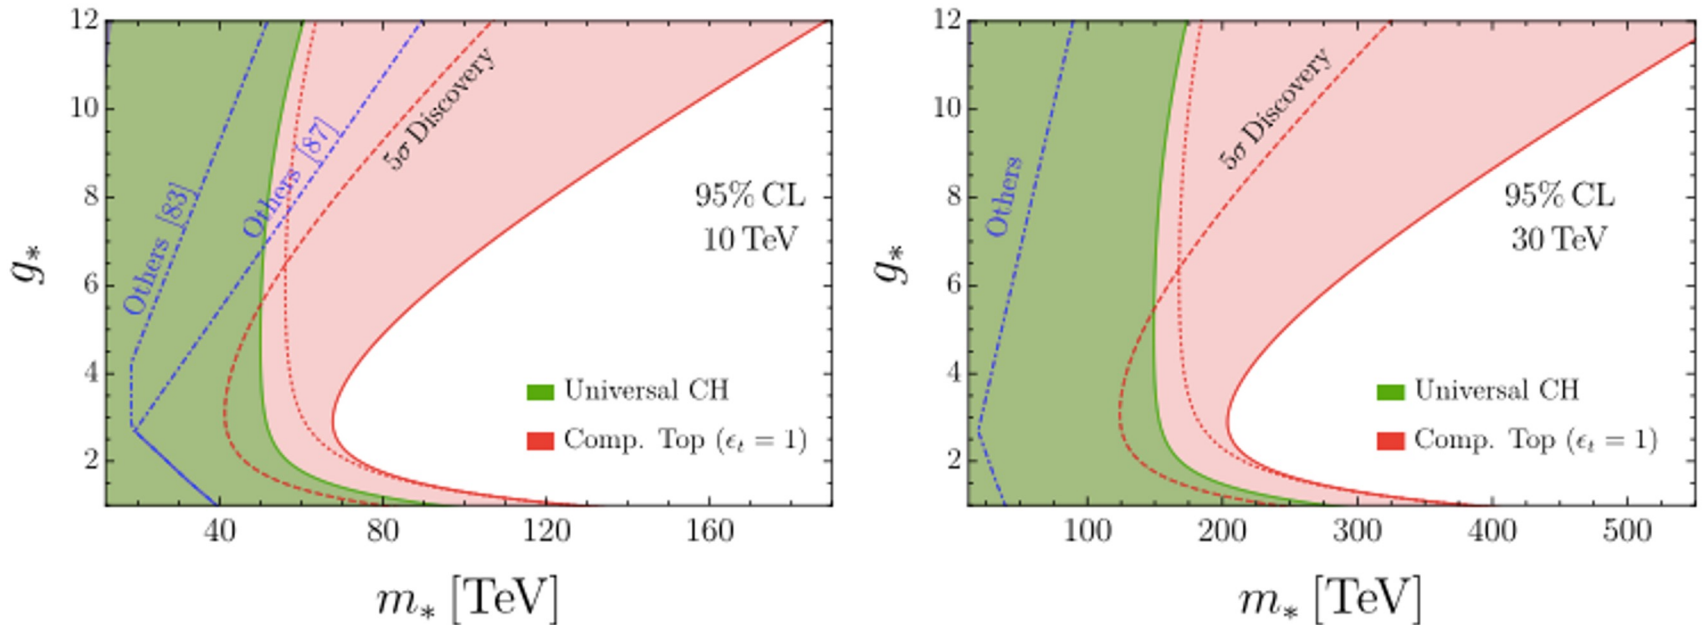 12
10
8
6
4
2
g*
Others [83]
Others [87]
5σ Discovery
95% CL
10 TeV
Universal CH
Comp. Top (ϵt = 1)
40 80 120 160
m* [TeV]
12
10
8
6
4
2
g*
Others
5σ Discovery
95% CL
30 TeV
Universal CH
Comp. Top (ϵt = 1)
100 200 300 400 500
m* [TeV]